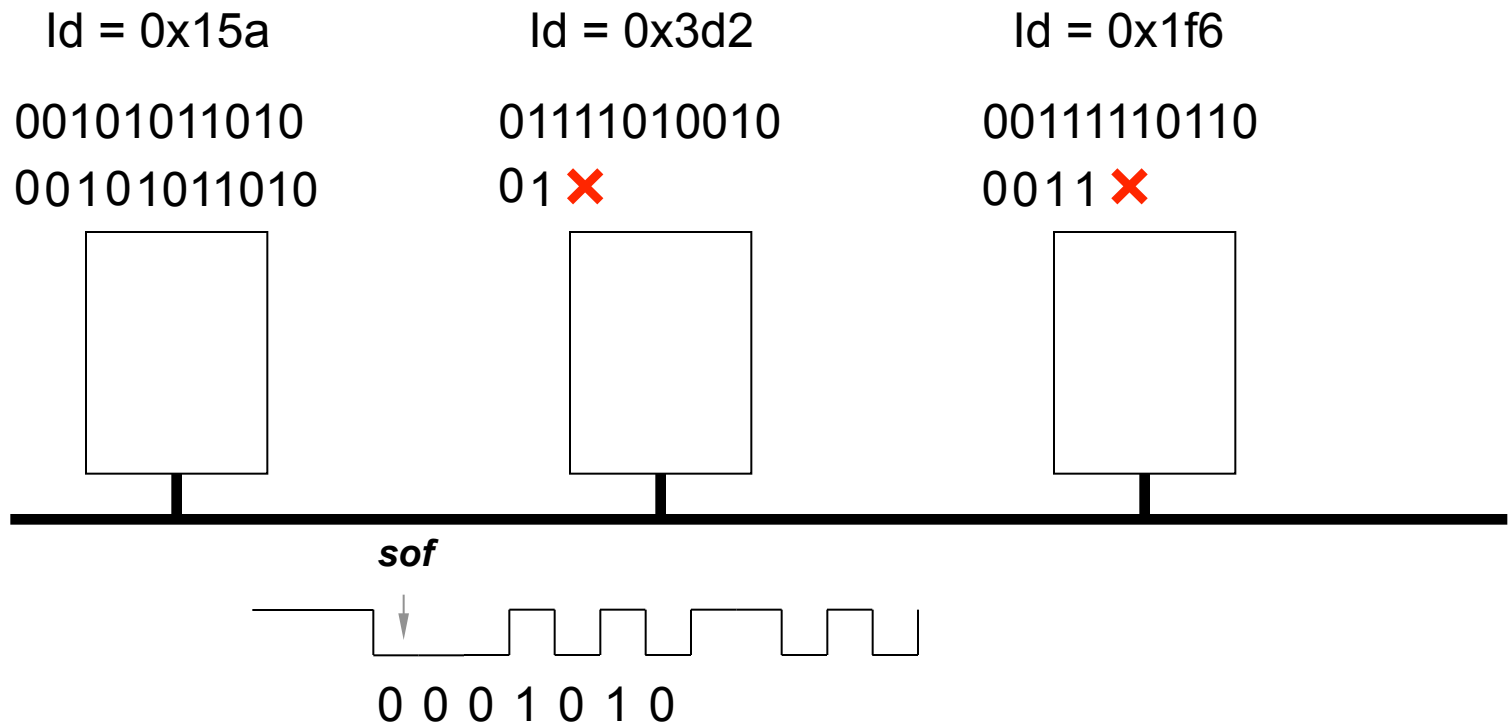 Id = 0x15a
00101011010
00101011010
Id = 0x3d2
01111010010
01
Id = 0x1f6
00111110110
0011
sof
0 0 0 1 0 1 0